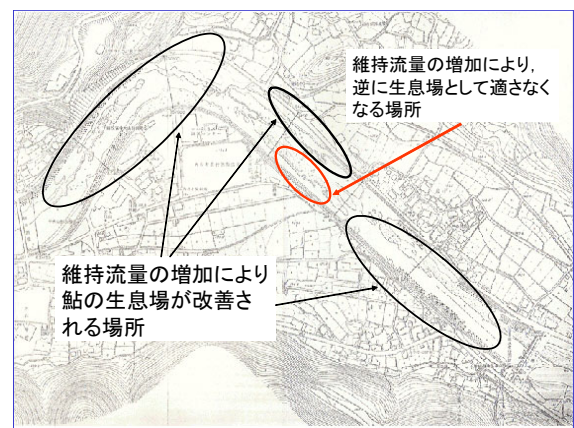 維持流量の増加により，
逆に生息場として適さなく
なる場所
維持流量の増加により
鮎の生息場が改善さ
れる場所